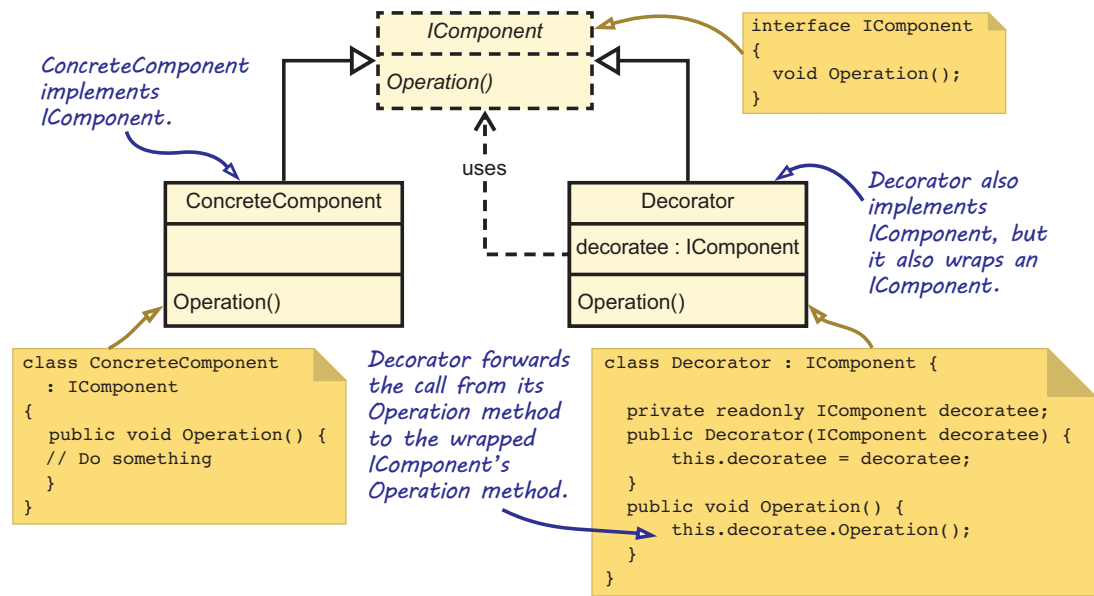 IComponent
Operation()
interface IComponent
{
void Operation();
}
ConcreteComponent
implements
IComponent.
uses
ConcreteComponent
Operation()
Decorator
decoratee : IComponent
Operation()
Decorator also
implements
IComponent, but
it also wraps an
IComponent.
class ConcreteComponent
: IComponent
{
public void Operation() {
// Do something
}
}
Decorator forwards
the call from its
Operation method
to the wrapped
IComponent's
Operation method.
class Decorator : IComponent {
private readonly IComponent decoratee;
public Decorator(IComponent decoratee) {
this.decoratee = decoratee;
}
public void Operation() {
this.decoratee.Operation();
}
}